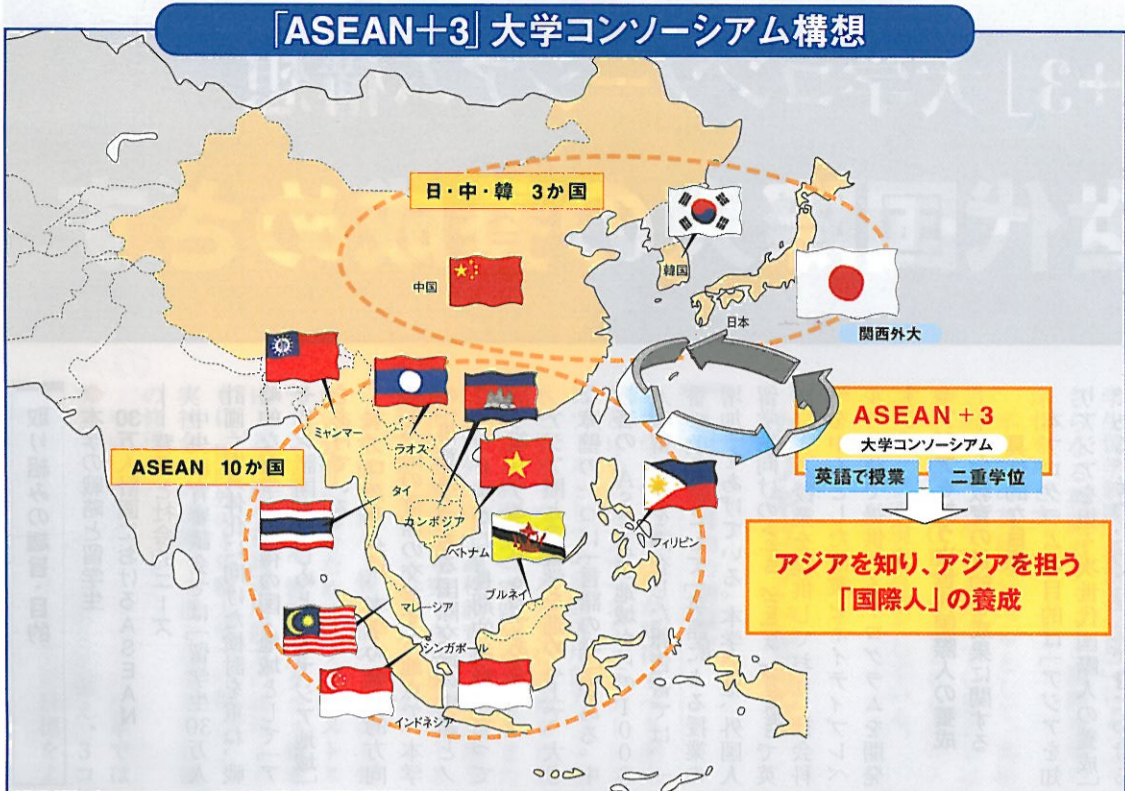 「ASEAN+3」大学コンソーシアム構想
日・中・韓 3か国
中国
韓国
日本
関西外大
ASEAN 10か国
ミャンマー
ラオス
タイ
カンボジア
ベトナム
フィリピン
ブルネイ
マレーシア
シンガポール
インドネシア
ASEAN+3
大学コンソーシアム
英語で授業
二重学位
アジアを知り、アジアを担う
「国際人」の養成